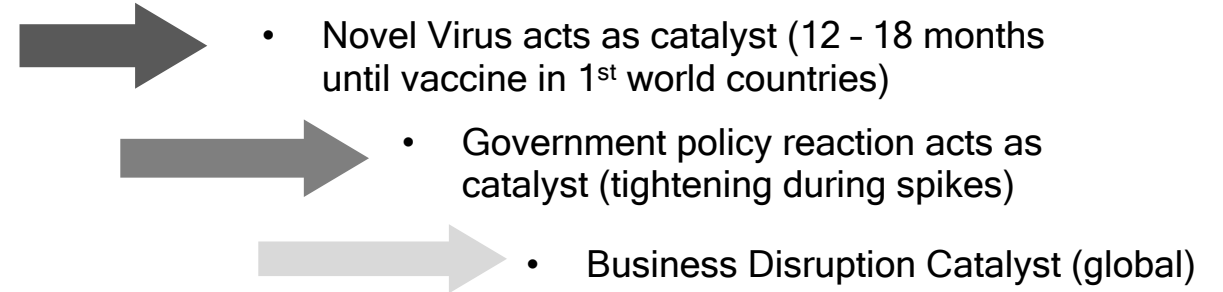 • Novel Virus acts as catalyst (12 – 18 months
until vaccine in 1st world countries)
• Government policy reaction acts as
catalyst (tightening during spikes)
• Business Disruption Catalyst (global)